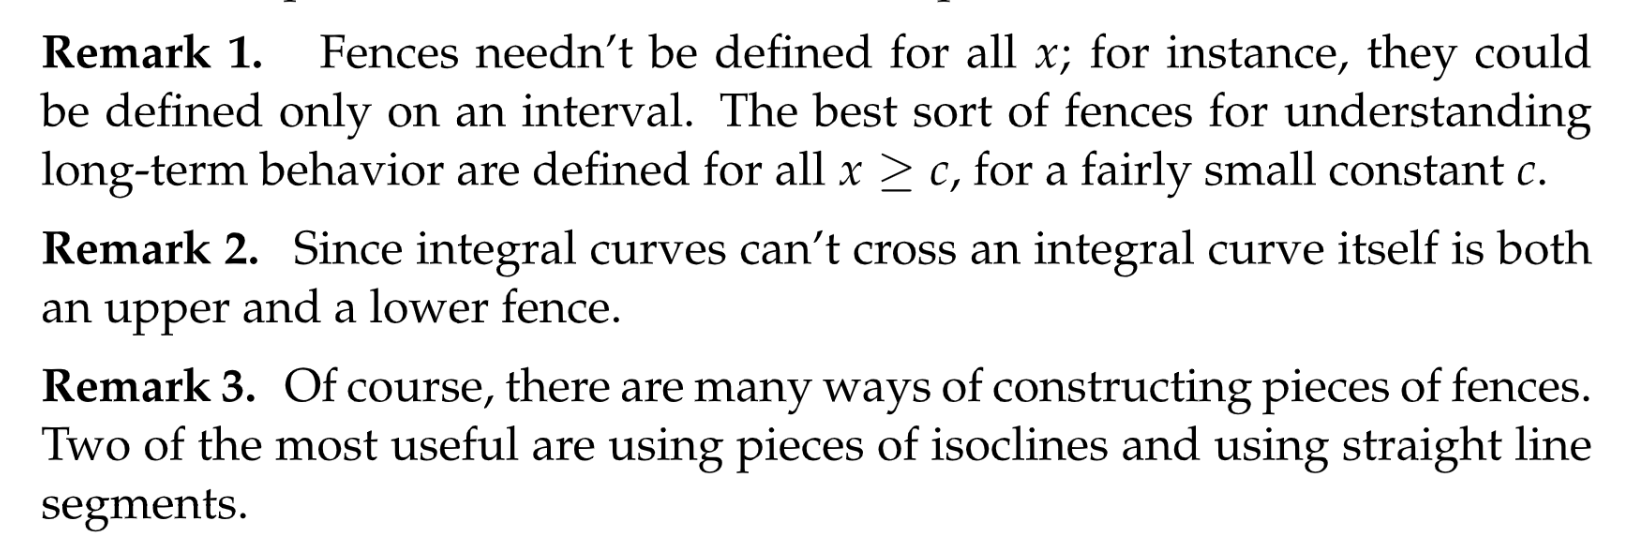 Remark 1. Fences needn't be defined for all x; for instance, they could
be defined only on an interval. The best sort of fences for understanding
long-term behavior are defined for all x ≥ c, for a fairly small constant c.
Remark 2. Since integral curves can't cross an integral curve itself is both
an upper and a lower fence.
Remark 3. Of course, there are many ways of constructing pieces of fences.
Two of the most useful are using pieces of isoclines and using straight line
segments.